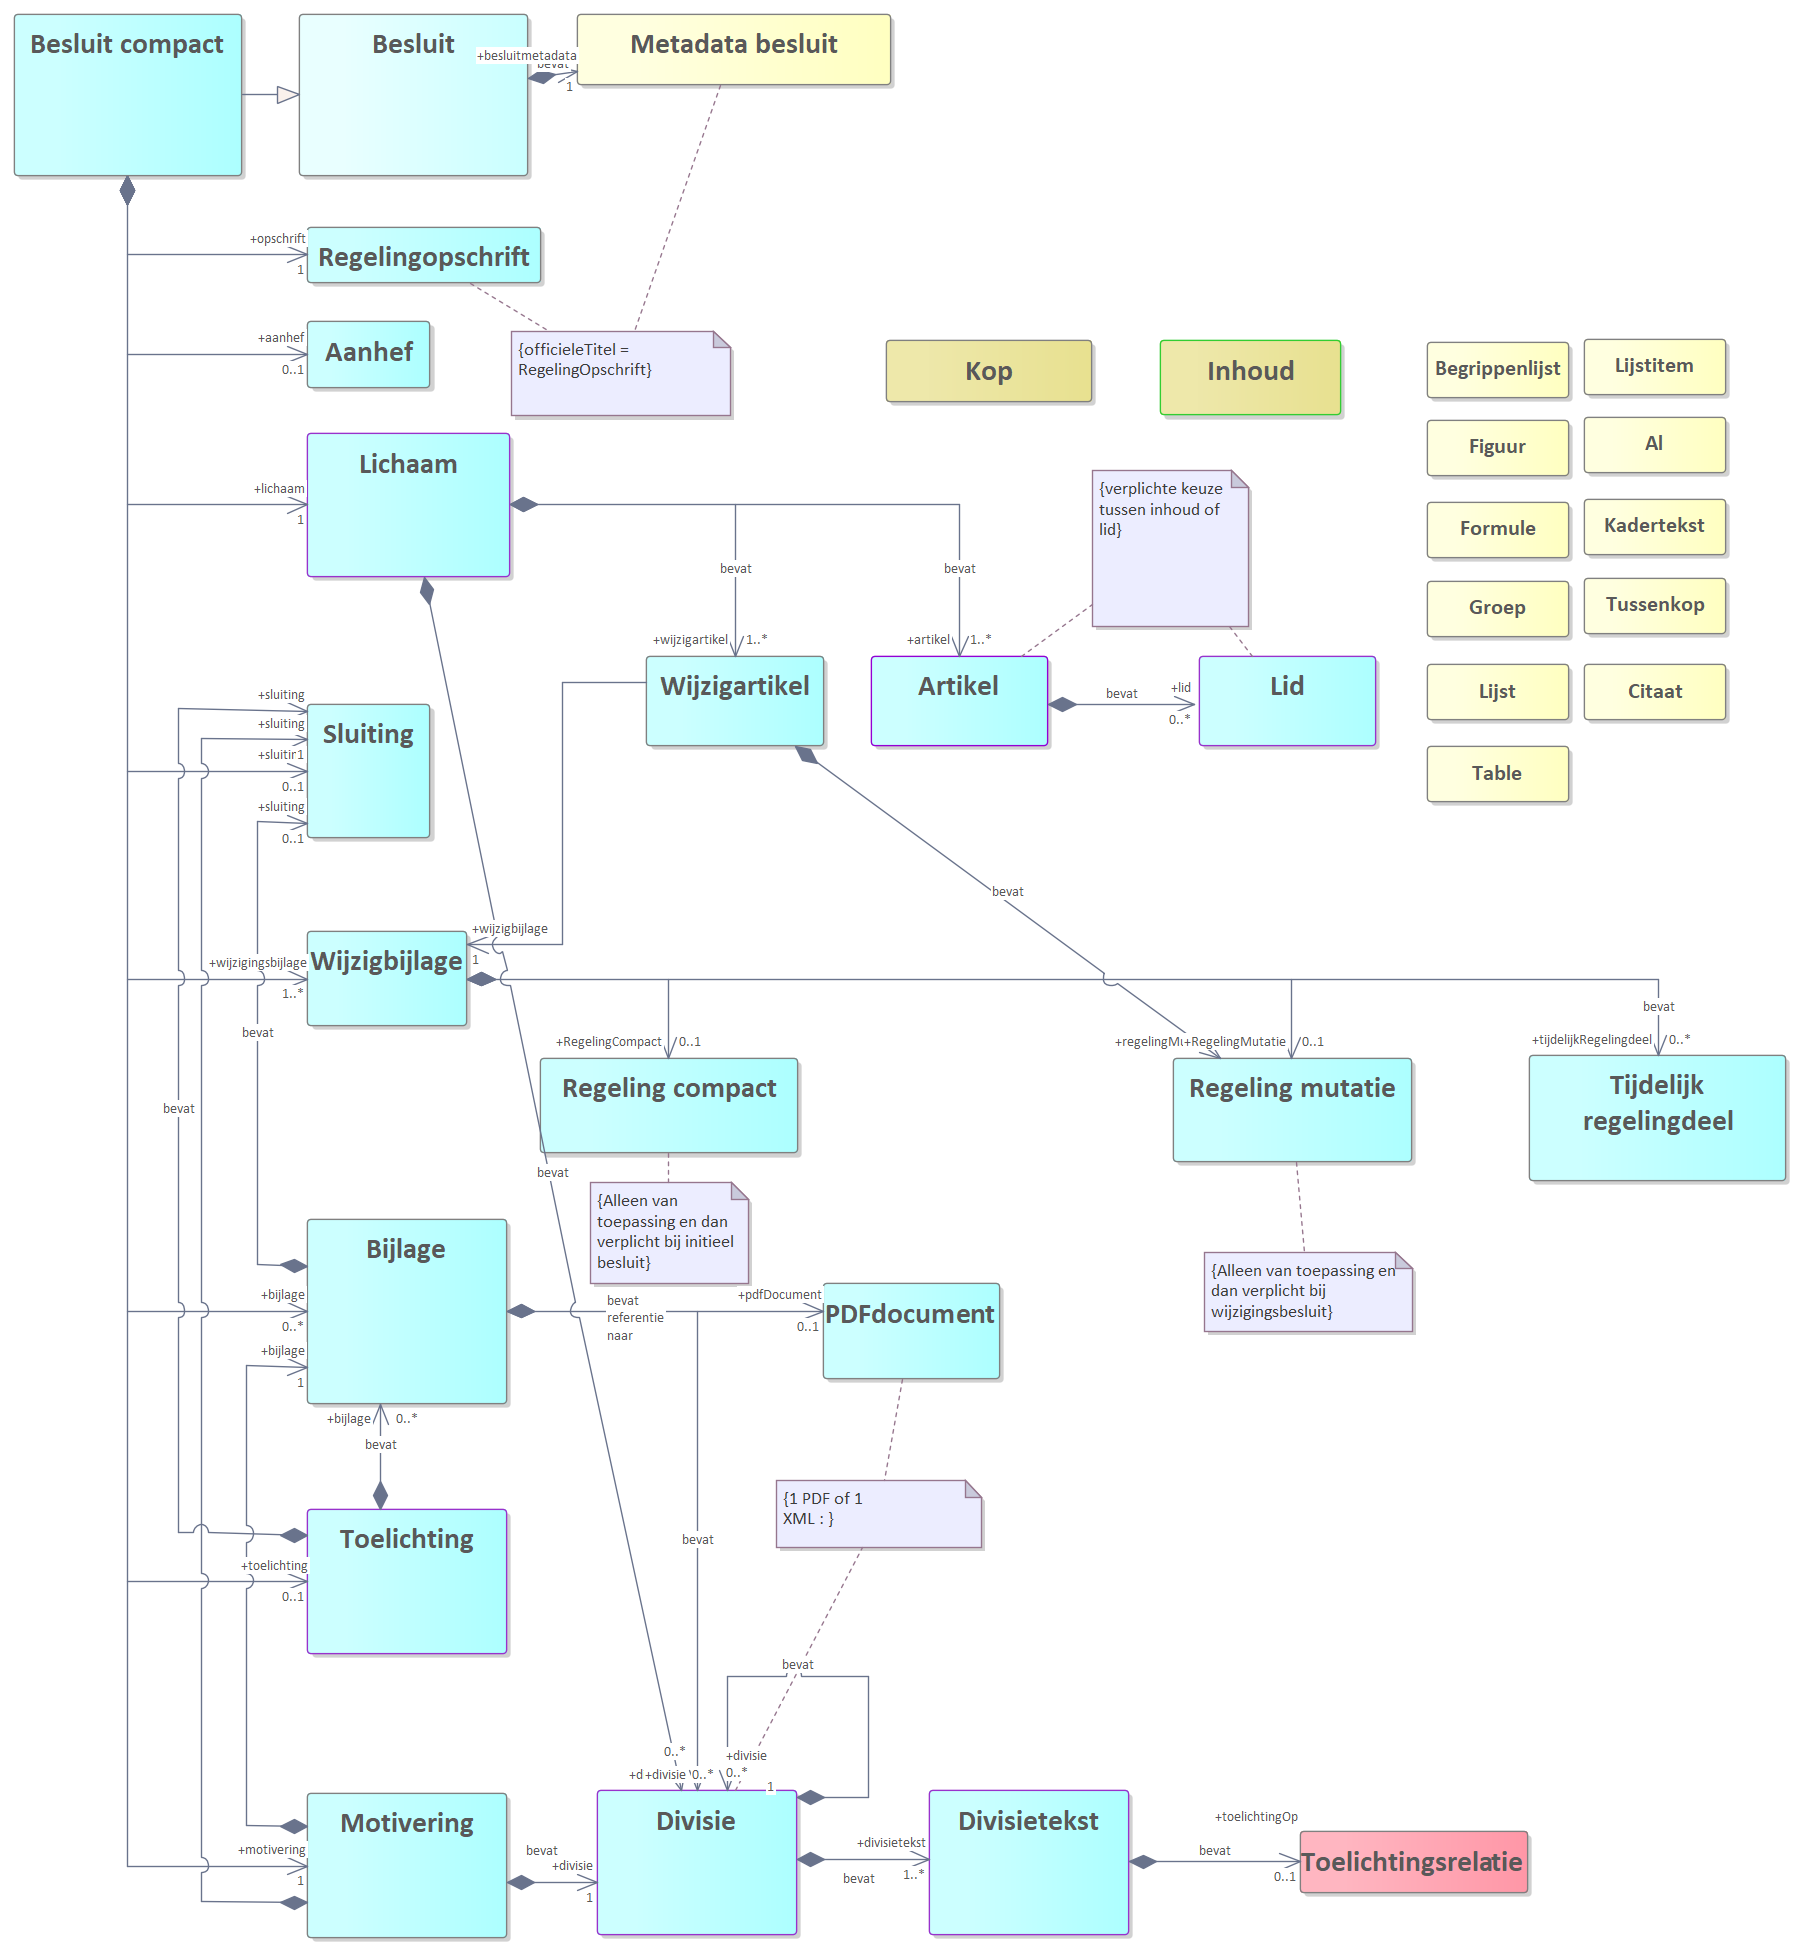 Besluit compact
Besluit
Metadata besluit
+besluitmetadata
bevat
1
+opschrift
1
Regelingopschrift
+aanhef
0..1
Aanhef
{officieleTitel =
RegelingOpschrift}
Kop
Inhoud
Begrippenlijst
Lijstitem
Figuur
Al
Formule
Kadertekst
Groep
Tussenkop
Lijst
Citaat
Table
+lichaam
1
Lichaam
{verplichte keuze
tussen inhoud of
lid}
bevat
bevat
+wijzigartikel
1..*
+artikel
1..*
Wijzigartikel
Artikel
bevat
+lid
0..*
Lid
+sluiting
+sluiting
+sluitir1
0..1
+sluiting
0..1
Sluiting
bevat
+wijzigbijlage
1
+wijzigingsbijlage
1..*
Wijzigbijlage
bevat
bevat
+RegelingCompact
0..1
+regelingMu
+RegelingMutatie
0..1
+tijdelijkRegelingdeel
0..*
Regeling compact
Regeling mutatie
Tijdelijk
regelingdeel
bevat
bevat
{Alleen van
toepassing en dan
verplicht bij initieel
besluit}
{Alleen van toepassing en
dan verplicht bij
wijzigingsbesluit}
Bijlage
+bijlage
0..*
+bijlage
1
bevat
referentie
naar
+pdfDocument
0..1
PDFdocument
+bijlage
0..*
bevat
{1 PDF of 1
XML : }
Toelichting
+toelichting
0..1
bevat
bevat
0..*
+d
+divisie
0..*
+divisie
0..*
1
Motivering
+motivering
1
bevat
+divisie
1
Divisie
+divisietekst
bevat
1..*
Divisietekst
+toelichtingOp
bevat
0..1
Toelichtingsrelatie